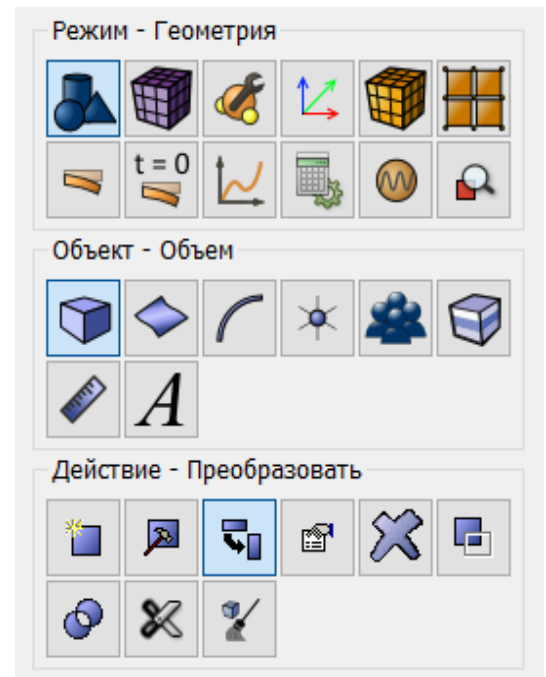 Режим - Геометрия
t = 0
Объект - Объем
A
Действие - Преобразовать